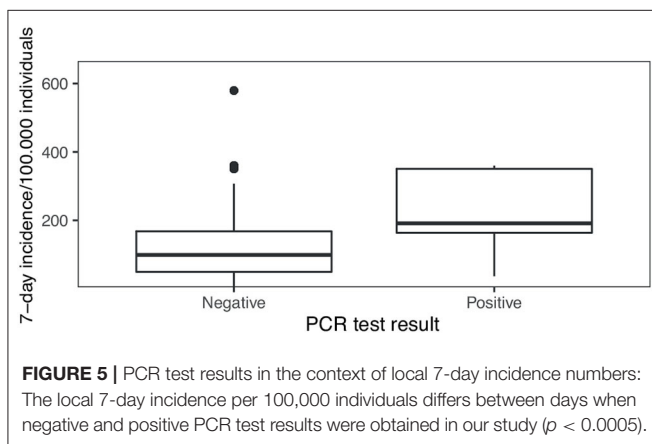 7-day incidence/100.000 individuals
600
400
200
Negative
Positive
PCR test result
FIGURE 5 | PCR test results in the context of local 7-day incidence numbers:
The local 7-day incidence per 100,000 individuals differs between days when
negative and positive PCR test results were obtained in our study (p < 0.0005).